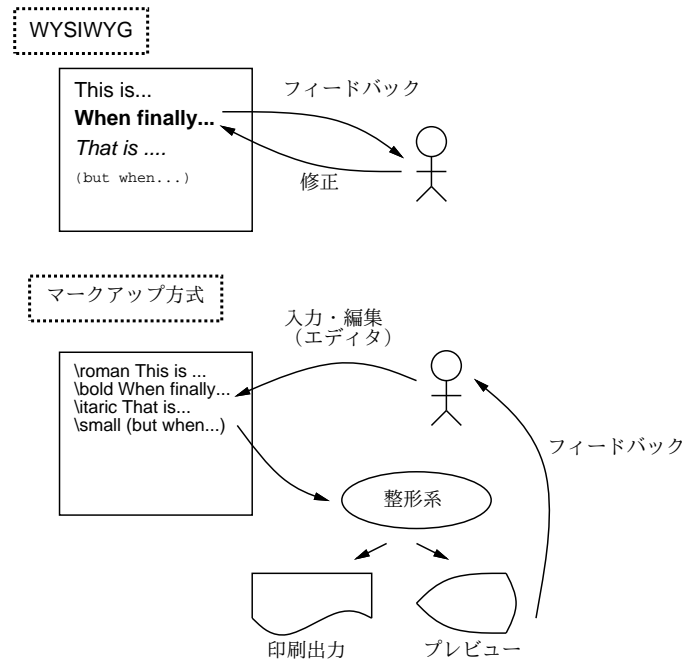 WYSIWYG
This is...
When finally...
That is ....
(but when...)
フィードバック
修正
マークアップ方式
入力・編集
（エディタ）
\roman This is ...
\bold When finally...
\itaric That is...
\small (but when...)
フィードバック
整形系
印刷出力
プレビュー